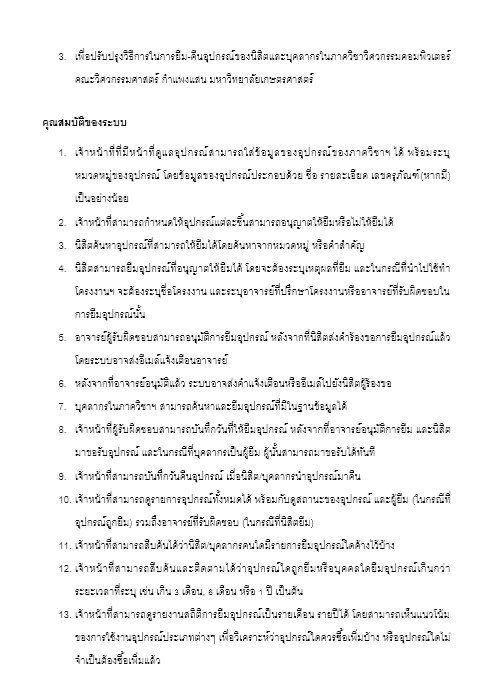 3. เพื่อปรับปรุงวิธีการในการยืม-คืนอุปกรณ์ของนิสิตและบุคลากรในภาควิชาวิศวกรรมคอมพิวเตอร์
คณะวิศวกรรมศาสตร์ กำแพงแสน มหาวิทยาลัยเกษตรศาสตร์
คุณสมบัติของระบบ
1. เจ้าหน้าที่ที่มีหน้าที่ดูแลอุปกรณ์สามารถใส่ข้อมูลของอุปกรณ์ของภาควิชาฯ ได้ พร้อมระบุ
หมวดหมู่ของอุปกรณ์ โดยข้อมูลของอุปกรณ์ประกอบด้วย ชื่อ รายละเอียด เลขครุภัณฑ์(หากมี)
เป็นอย่างน้อย
2. เจ้าหน้าที่สามารถกำหนดให้อุปกรณ์แต่ละชิ้นสามารถอนุญาตให้ยืมหรือไม่ให้ยืมได้
3. นิสิตค้นหาอุปกรณ์ที่สามารถให้ยืมได้โดยค้นหาจากหมวดหมู่ หรือคำสำคัญ
4. นิสิตสามารถยืมอุปกรณ์ที่อนุญาตให้ยืมได้ โดยจะต้องระบุเหตุผลที่ยืม และในกรณีที่นำไปใช้ทำ
โครงงานฯ จะต้องระบุชื่อโครงงาน และระบุอาจารย์ที่ปรึกษาโครงงานหรืออาจารย์ที่รับผิดชอบใน
การยืมอุปกรณ์นั้น
5. อาจารย์ผู้รับผิดชอบสามารถอนุมัติการยืมอุปกรณ์ หลังจากที่นิสิตส่งคำร้องขอการยืมอุปกรณ์แล้ว
โดยระบบอาจส่งอีเมล์แจ้งเตือนอาจารย์
6. หลังจากที่อาจารย์อนุมัติแล้ว ระบบอาจส่งคำแจ้งเตือนหรืออีเมลไปยังนิสิตผู้ร้องขอ
7. บุคลากรในภาควิชาฯ สามารถค้นหาและยืมอุปกรณ์ที่มีในฐานข้อมูลได้
8. เจ้าหน้าที่ผู้รับผิดชอบสามารถบันทึกวันที่ให้ยืมอุปกรณ์ หลังจากที่อาจารย์อนุมัติการยืม และนิสิต
มาขอรับอุปกรณ์ และในกรณีที่บุคลากรเป็นผู้ยืม ผู้นั้นสามารถมาขอรับได้ทันที
9. เจ้าหน้าที่สามารถบันทึกวันคืนอุปกรณ์ เมื่อนิสิต/บุคลากรนำอุปกรณ์มาคืน
10. เจ้าหน้าที่สามารถดูรายการอุปกรณ์ทั้งหมดได้ พร้อมกับดูสถานะของอุปกรณ์ และผู้ยืม (ในกรณีที่
อุปกรณ์ถูกยืม) รวมถึงอาจารย์ที่รับผิดชอบ (ในกรณีที่นิสิตยืม)
11. เจ้าหน้าที่สามารถสืบค้นได้ว่านิสิต/บุคลากรคนใดมีรายการยืมอุปกรณ์ใดค้างไว้บ้าง
12. เจ้าหน้าที่สามารถสืบค้นและติดตามได้ว่าอุปกรณ์ใดถูกยืมหรือบุคคลใดยืมอุปกรณ์เกินกว่า
ระยะเวลาที่ระบุ เช่น เกิน 3 เดือน, 6 เดือน หรือ 1 ปี เป็นต้น
13. เจ้าหน้าที่สามารถดูรายงานสถิติการยืมอุปกรณ์เป็นรายเดือน รายปีได้ โดยสามารถเห็นแนวโน้ม
ของการใช้งานอุปกรณ์ประเภทต่างๆ เพื่อวิเคราะห์ว่าอุปกรณ์ใดควรซื้อเพิ่มบ้าง หรืออุปกรณ์ใดไม่
จำเป็นต้องซื้อเพิ่มแล้ว